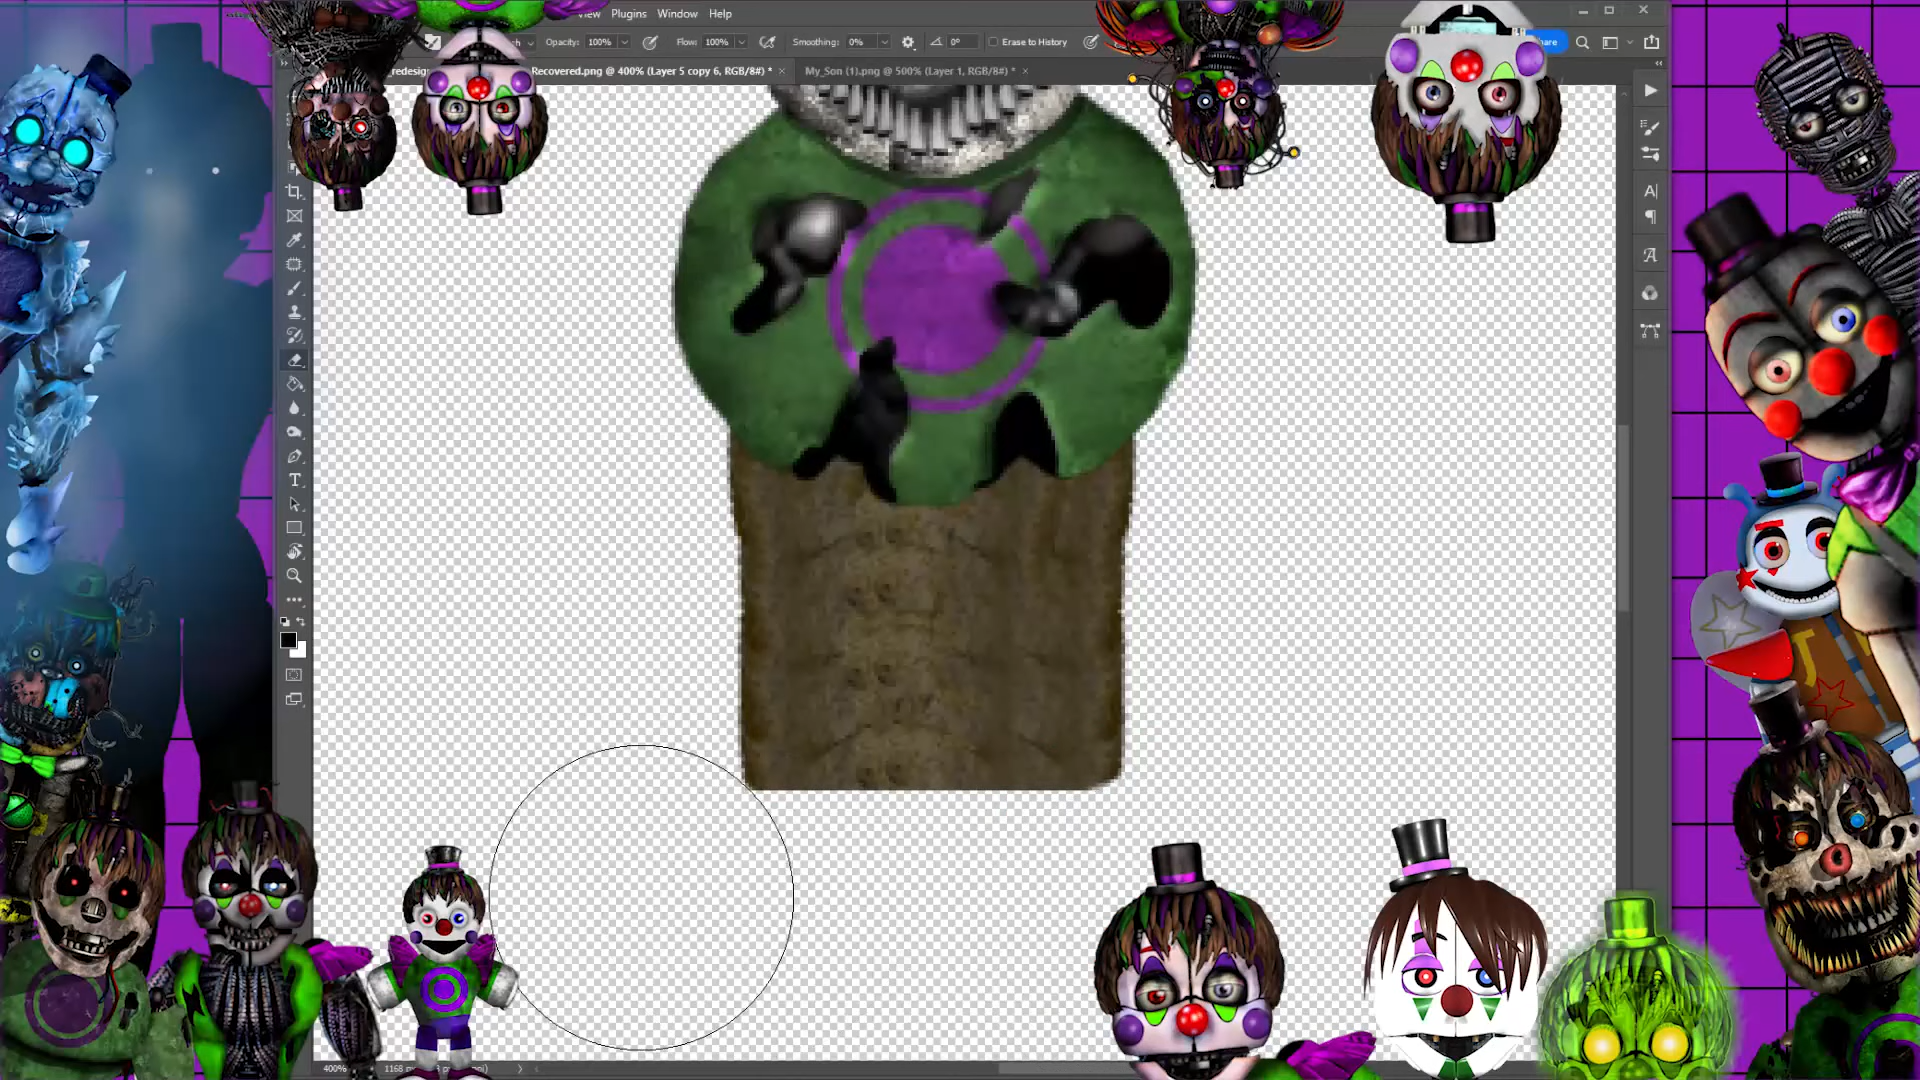 View Plugins Window Help
Opacity: 100% Flow: 100% Smoothing: 0% 0° Erase to History
Recovered.png @ 400% (Layer 5 copy 6, RGB/8#) * × My_Son (1).png @ 500% (Layer 1, RGB/8#) * ×
400%